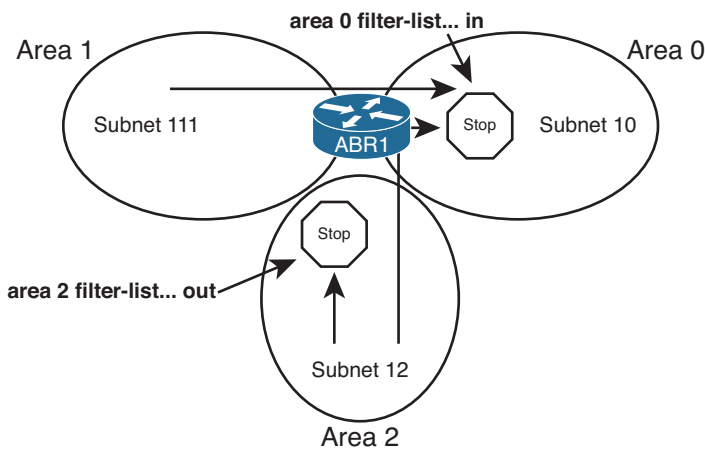 area 0 filter-list... in
Area 1
Area 0
Subnet 111
ABR1
Stop
Subnet 10
Stop
area 2 filter-list... out
Subnet 12
Area 2